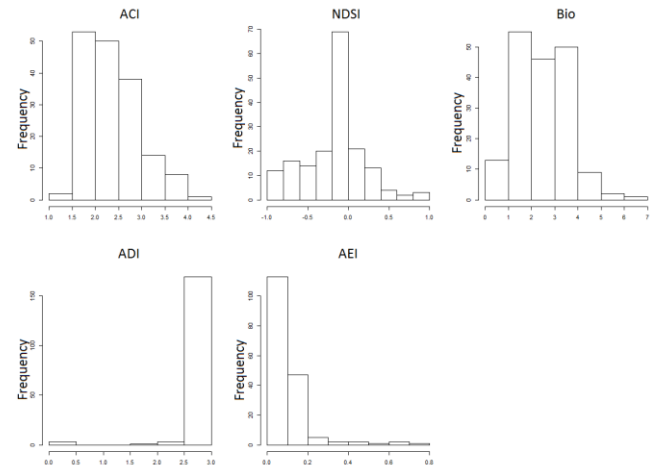 ACI
Frequency
0 10 20 30 40 50
1.0 1.5 2.0 2.5 3.0 3.5 4.0 4.5
NDSI
Frequency
0 10 20 30 40 50 60 70
-1.0 -0.5 0.0 0.5 1.0
Bio
Frequency
0 10 20 30 40 50
0 1 2 3 4 5 6 7
ADI
Frequency
0 50 100 150
0.0 0.5 1.0 1.5 2.0 2.5 3.0
AEI
Frequency
0 20 40 60 80 100
0.0 0.2 0.4 0.6 0.8